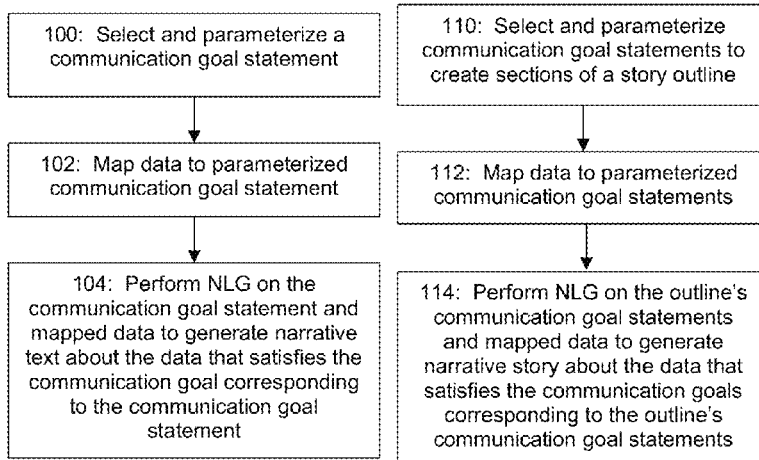 100: Select and parameterize a
communication goal statement
102: Map data to parameterized
communication goal statement
104: Perform NLG on the
communication goal statement and
mapped data to generate narrative
text about the data that satisfies the
communication goal corresponding
to the communication goal
statement
110: Select and parameterize
communication goal statements to
create sections of a story outline
112: Map data to parameterized
communication goal statements
114: Perform NLG on the outline's
communication goal statements
and mapped data to generate
narrative story about the data that
satisfies the communication goals
corresponding to the outline's
communication goal statements